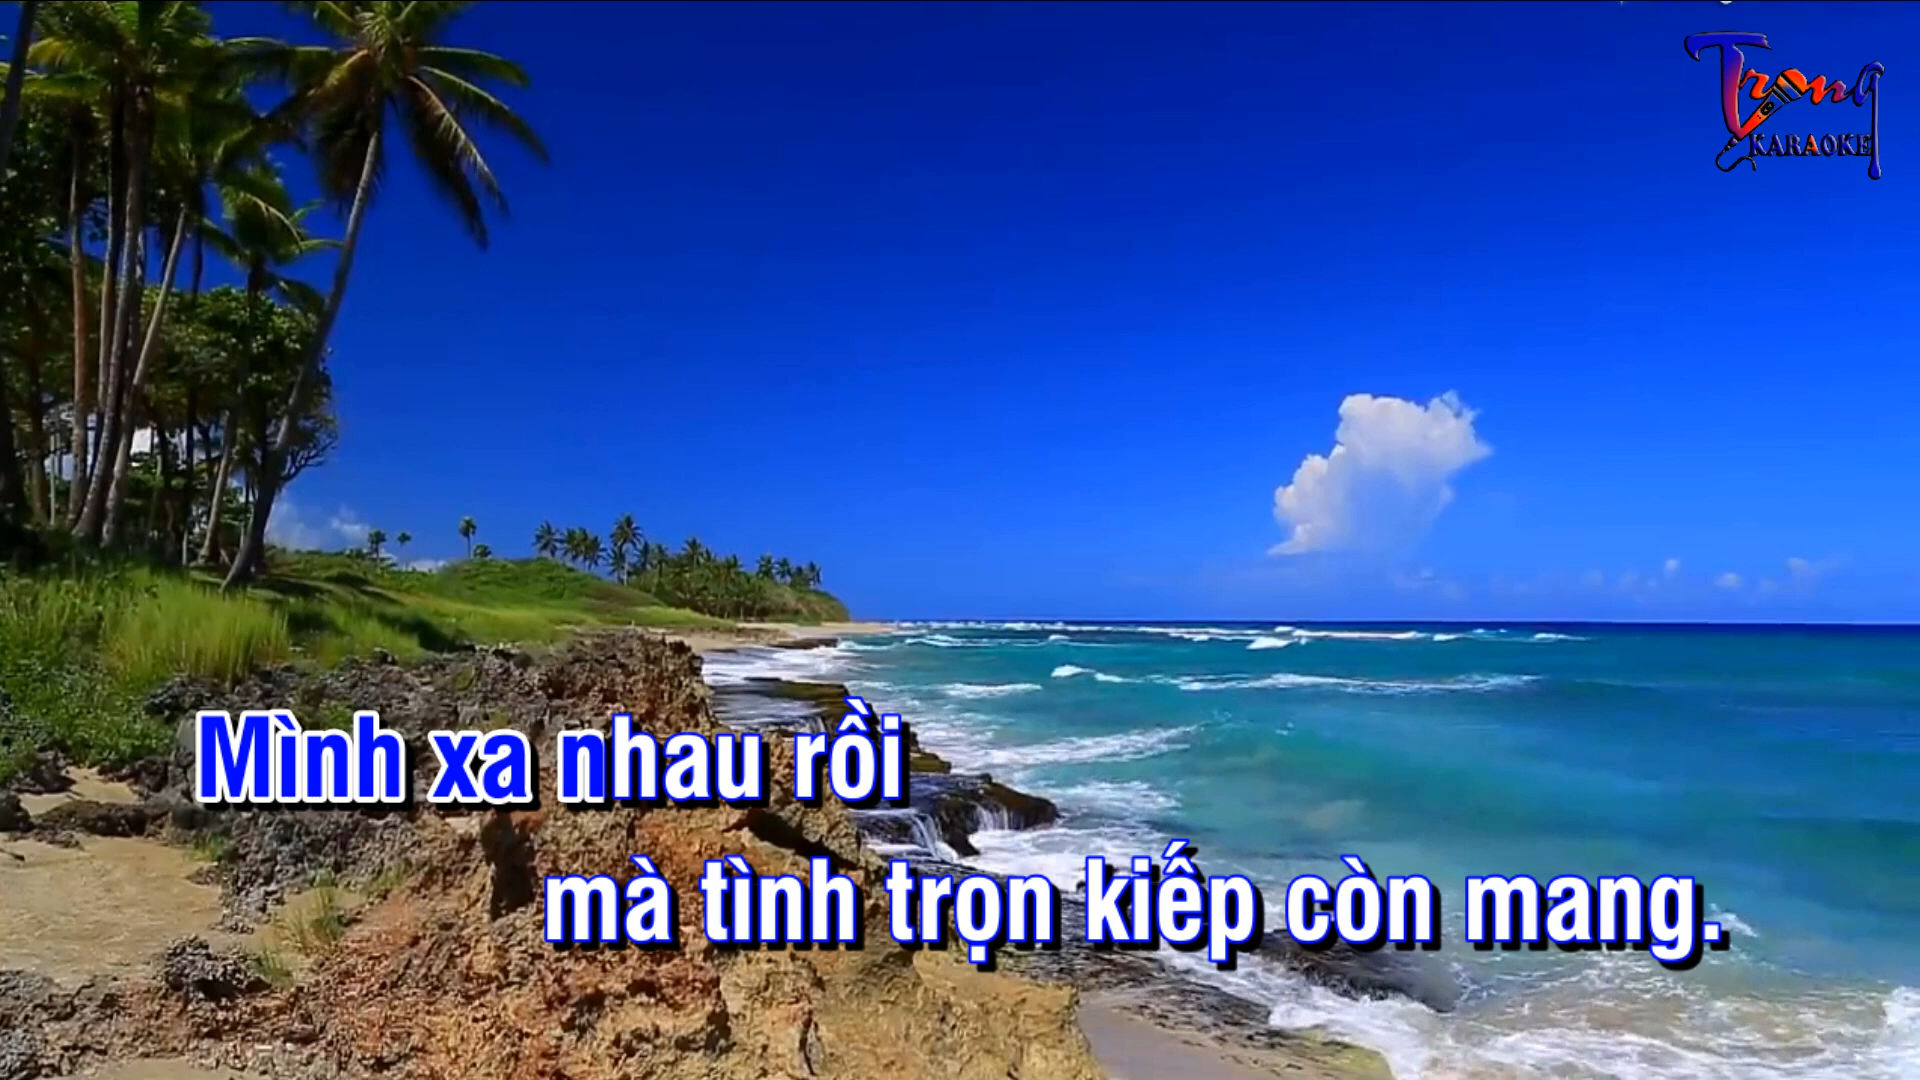 Trọng
KARAOKE
Mình xa nhau rồi
mà tình trọn kiếp còn mang.